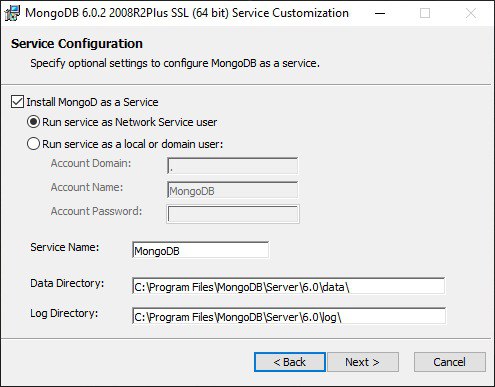 MongoDB 6.0.2 2008R2Plus SSL (64 bit) Service Customization
Service Configuration
Specify optional settings to configure MongoDB as a service.
Install MongoD as a Service
Run service as Network Service user
Run service as a local or domain user:
Account Domain: .
Account Name: MongoDB
Account Password:
Service Name: MongoDB
Data Directory: C:\Program Files\MongoDB\Server\6.0\data\
Log Directory: C:\Program Files\MongoDB\Server\6.0\log\
< Back Next > Cancel